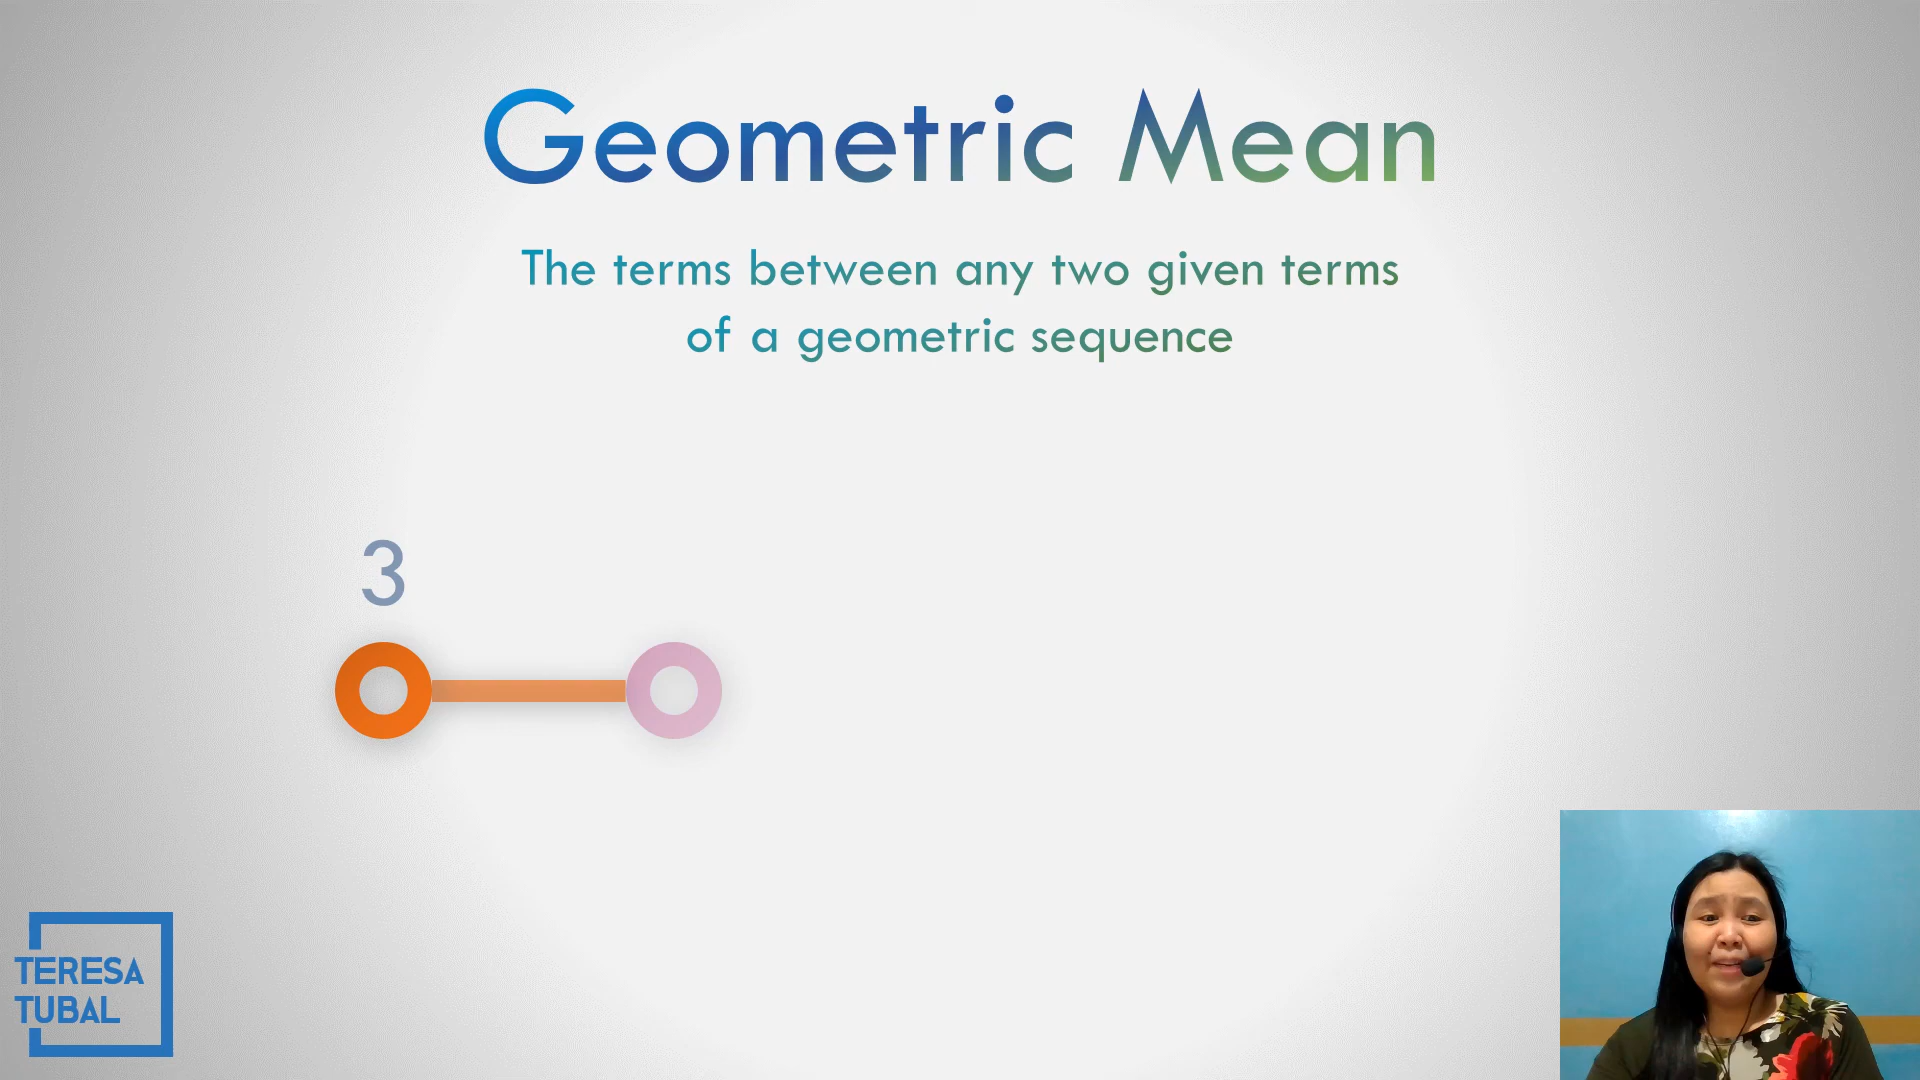 Geometric Mean
The terms between any two given terms
of a geometric sequence
3
TERESA
TUBAL